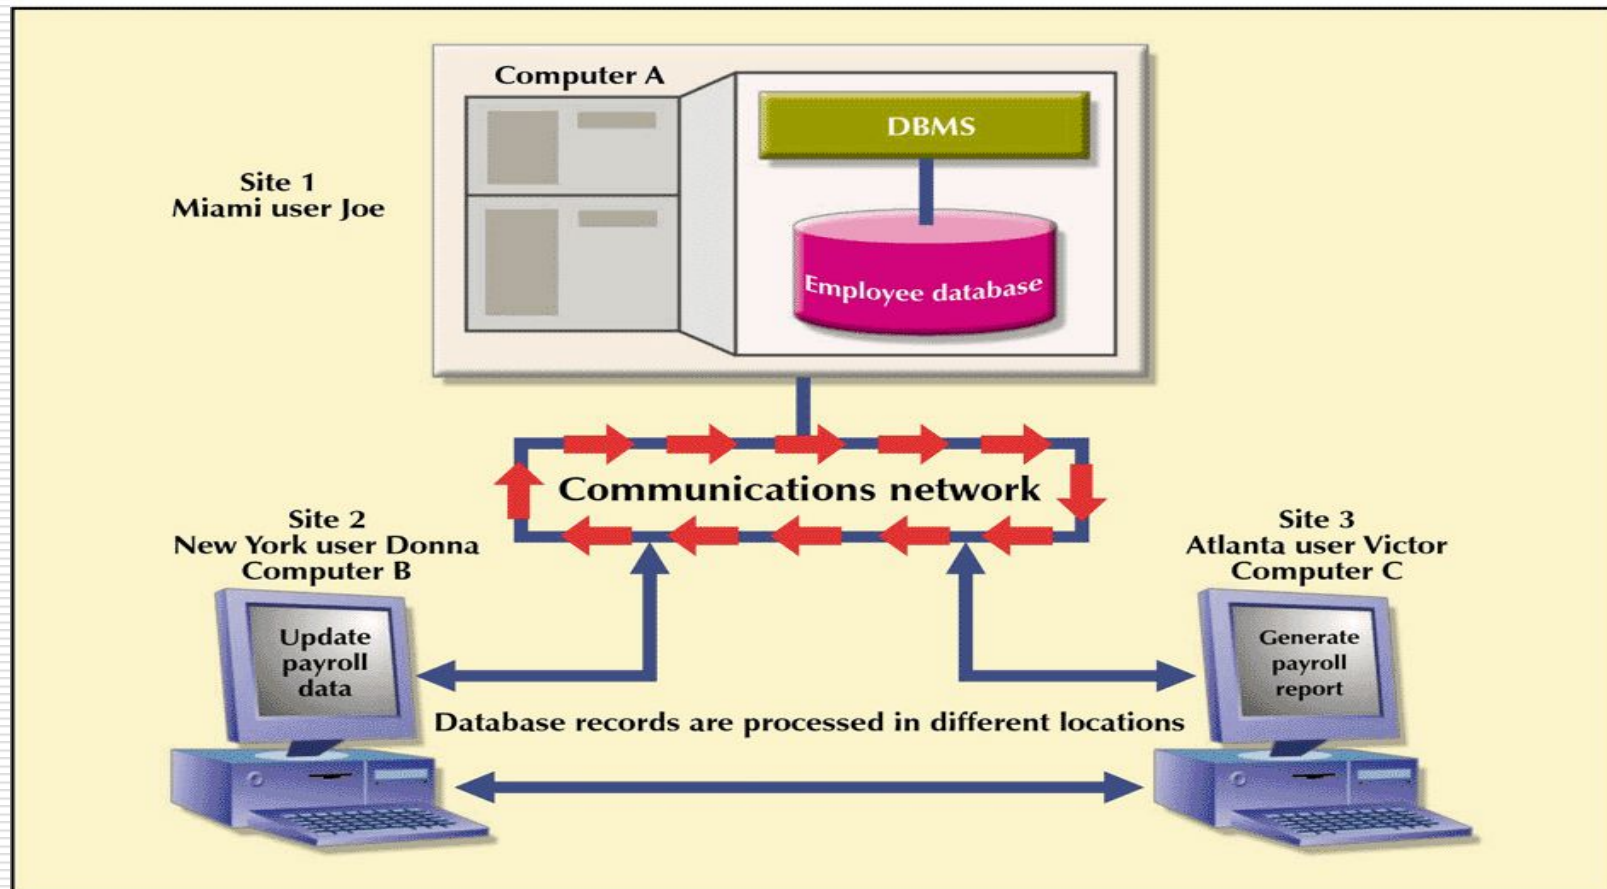 Computer A
DBMS
Site 1
Miami user Joe
Employee database
Communications network
Site 2
New York user Donna
Computer B
Site 3
Atlanta user Victor
Computer C
Update
payroll
data
Generate
payroll
report
Database records are processed in different locations